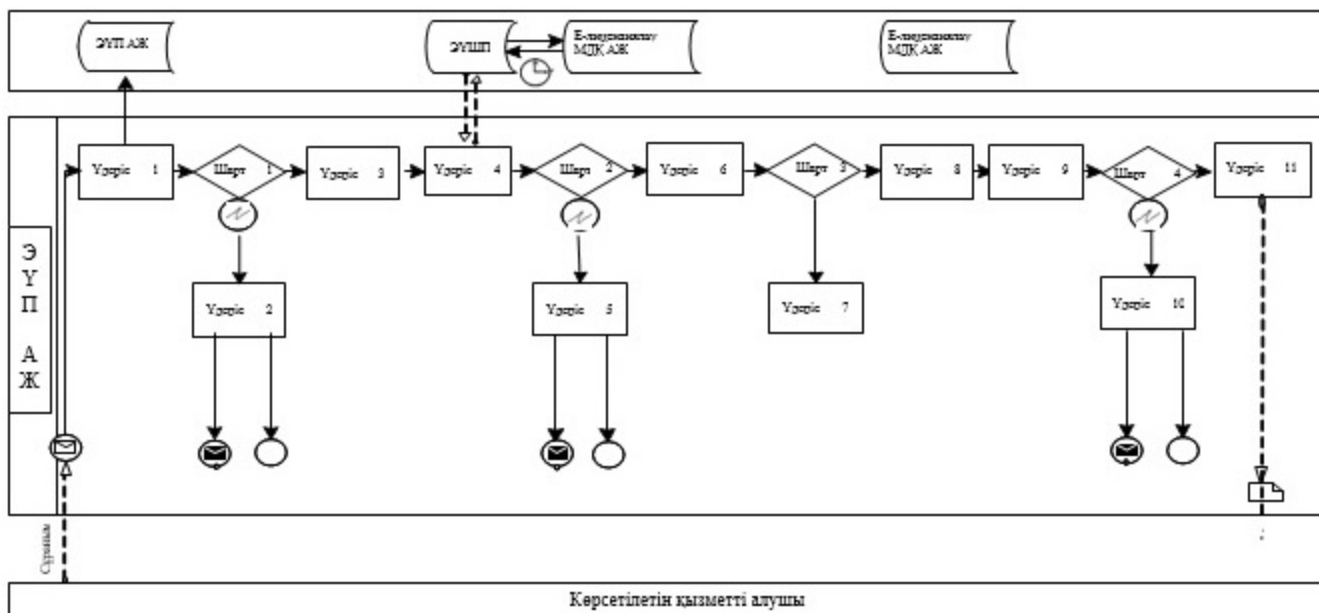 ЭҮП АЖ
ЭҮШП
Е-лицензиялау
МДҚ АЖ
Е-лицензиялау
МДҚ АЖ
Үдеріс 1
Шарт 1
Үдеріс 3
Үдеріс 4
Шарт 2
Үдеріс 6
Шарт 3
Үдеріс 8
Үдеріс 9
Шарт 4
Үдеріс 11
Үдеріс 2
Үдеріс 5
Үдеріс 7
Үдеріс 10
ЭҮП АЖ
Сұраныс
Көрсетілетін қызметті алушы